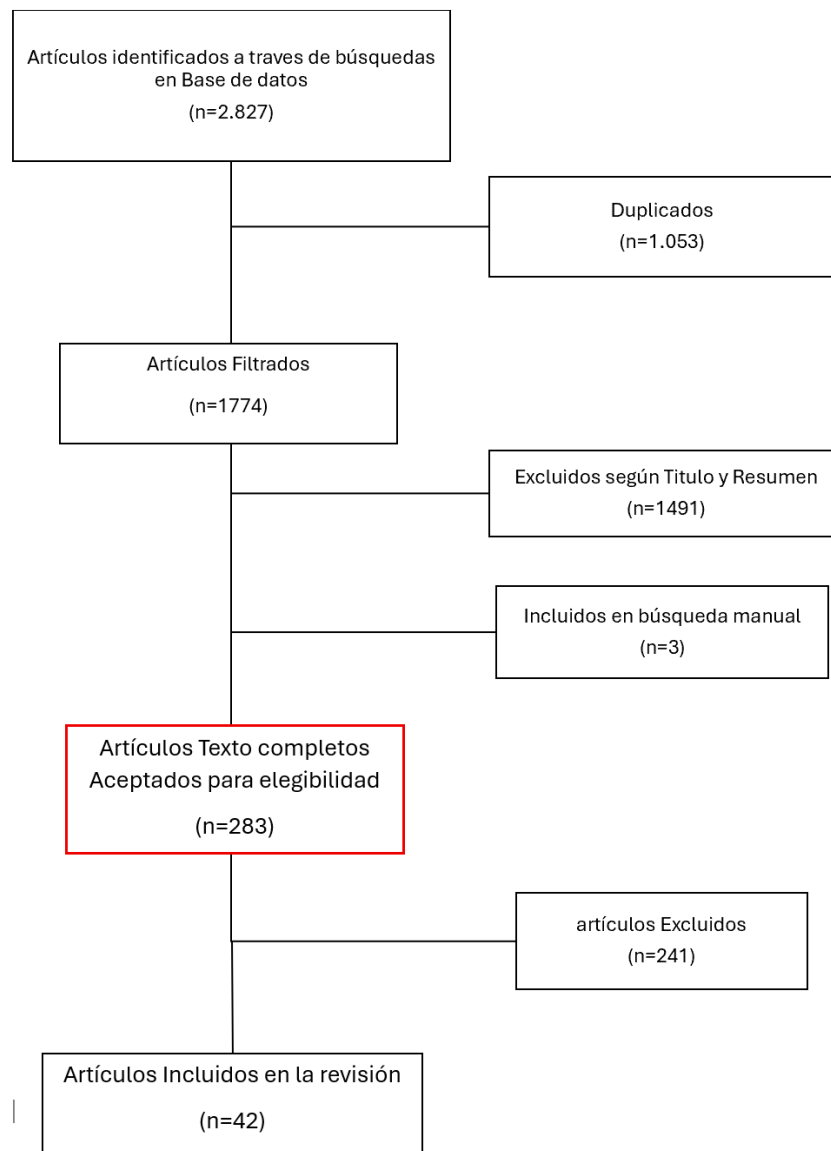 Artículos identificados a traves de búsquedas
en Base de datos
(n=2.827)
Duplicados
(n=1.053)
Artículos Filtrados
(n=1774)
Excluidos según Titulo y Resumen
(n=1491)
Incluidos en búsqueda manual
(n=3)
Artículos Texto completos
Aceptados para elegibilidad
(n=283)
artículos Excluidos
(n=241)
Artículos Incluidos en la revisión
(n=42)